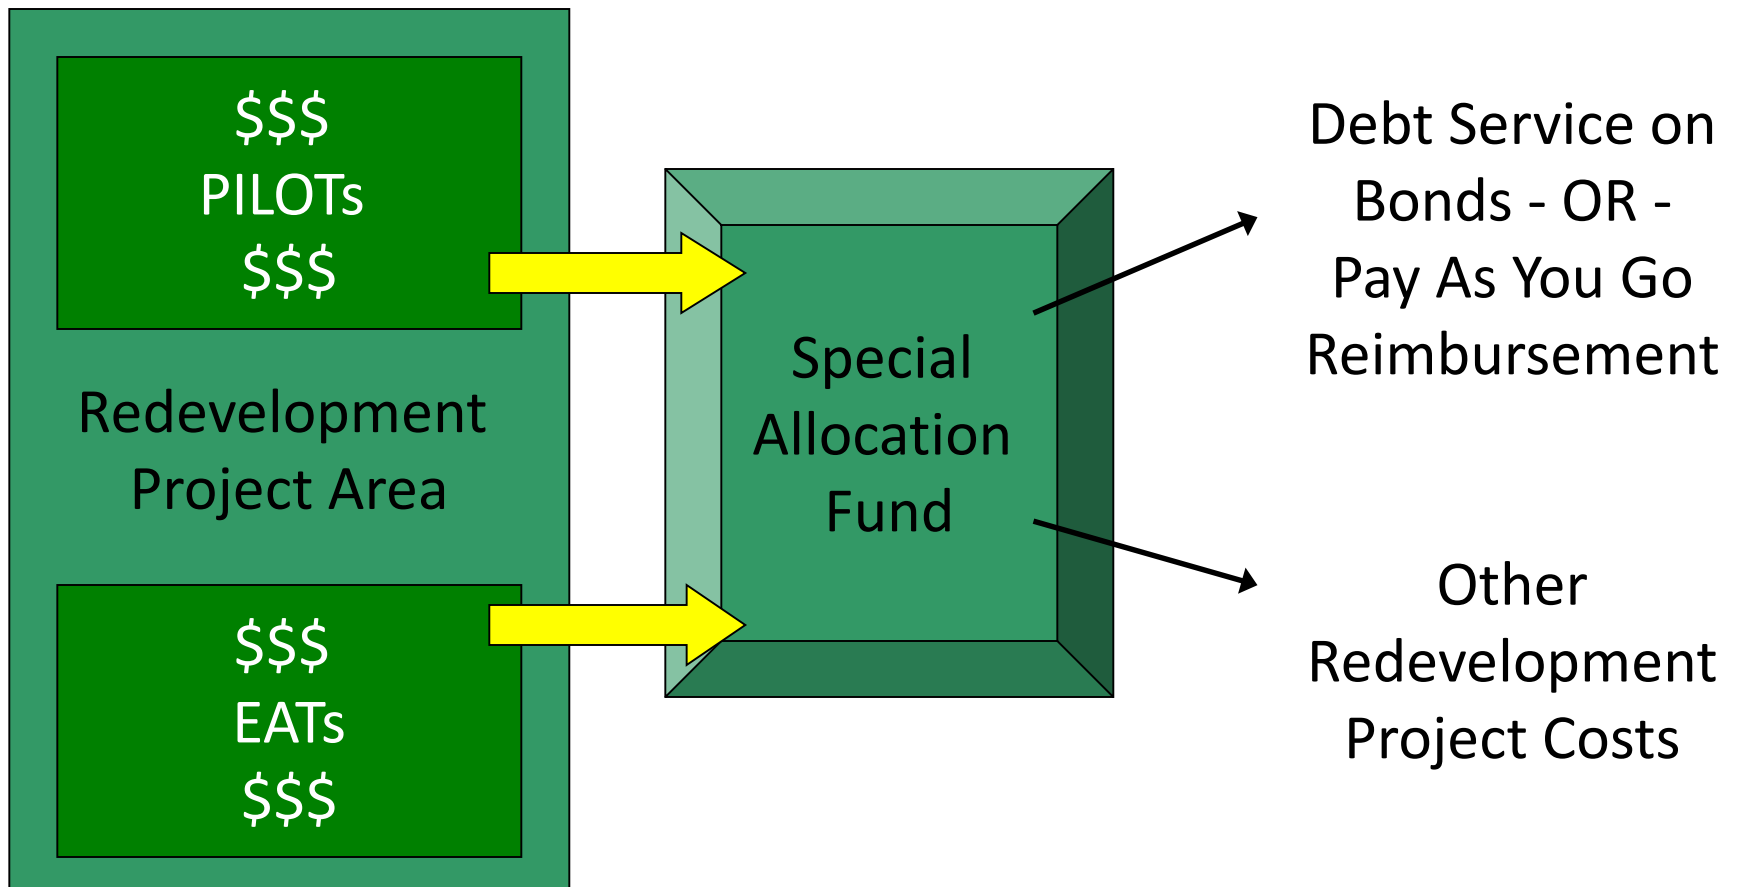 $$$
PILOTs
$$$
Redevelopment
Project Area
$$$
EATs
$$$
Special
Allocation
Fund
Debt Service on
Bonds - OR -
Pay As You Go
Reimbursement
Other
Redevelopment
Project Costs